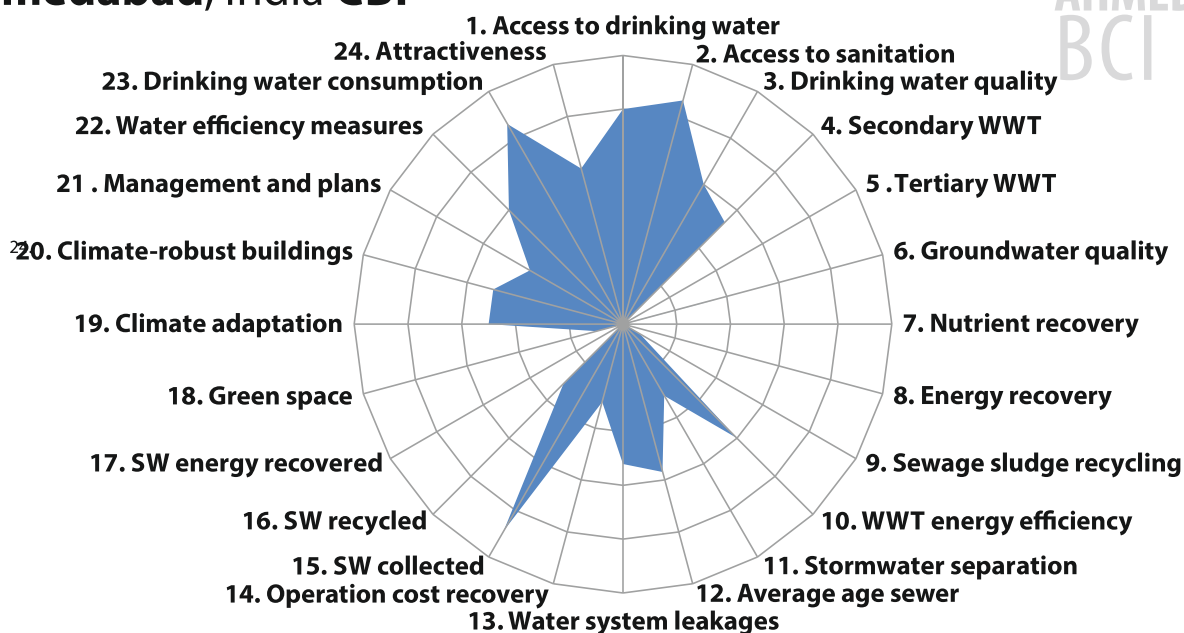 India
AHMED
BCI
1. Access to drinking water
2. Access to sanitation
3. Drinking water quality
4. Secondary WWT
5 .Tertiary WWT
6. Groundwater quality
7. Nutrient recovery
8. Energy recovery
9. Sewage sludge recycling
10. WWT energy efficiency
11. Stormwater separation
12. Average age sewer
13. Water system leakages
14. Operation cost recovery
15. SW collected
16. SW recycled
17. SW energy recovered
18. Green space
19. Climate adaptation
20. Climate-robust buildings
21 . Management and plans
22. Water efficiency measures
23. Drinking water consumption
24. Attractiveness